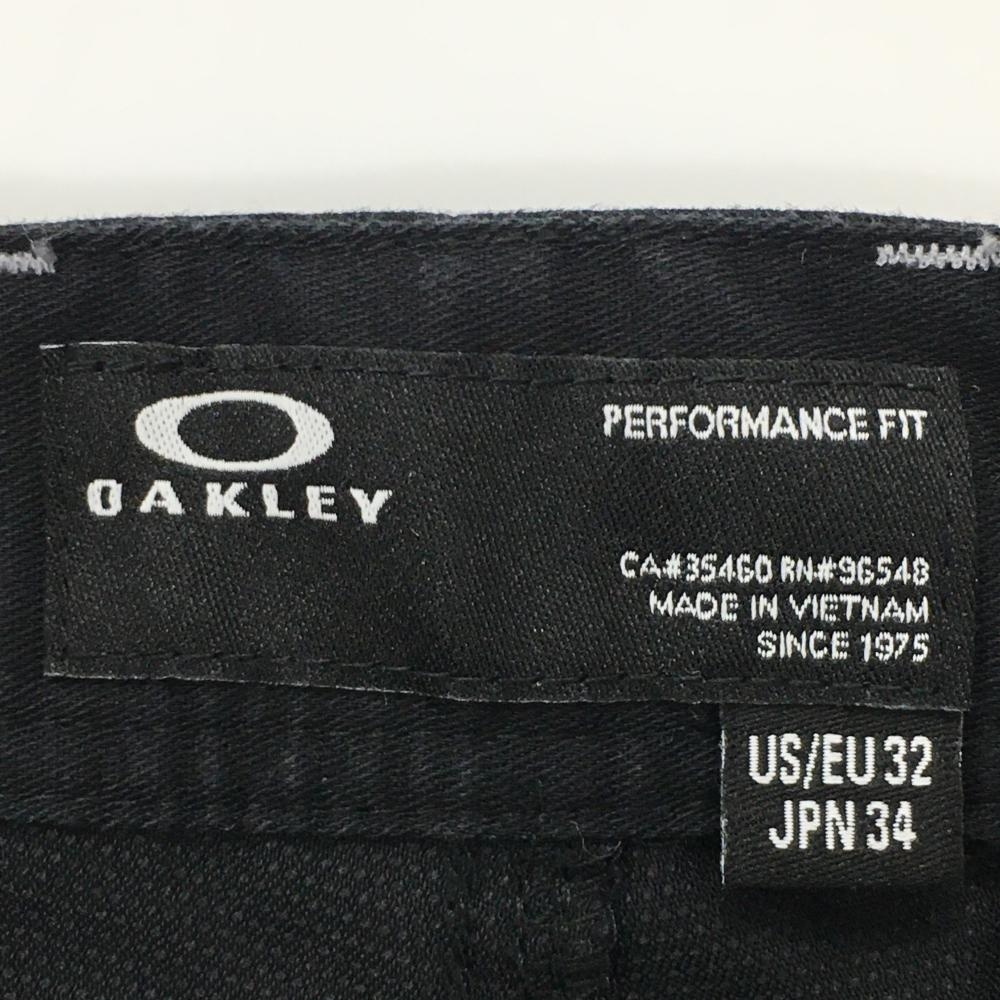 OAKLEY
PERFORMANCE FIT
CA#35460 RN#96548
MADE IN VIETNAM
SINCE 1975
US/EU 32
JPN 34